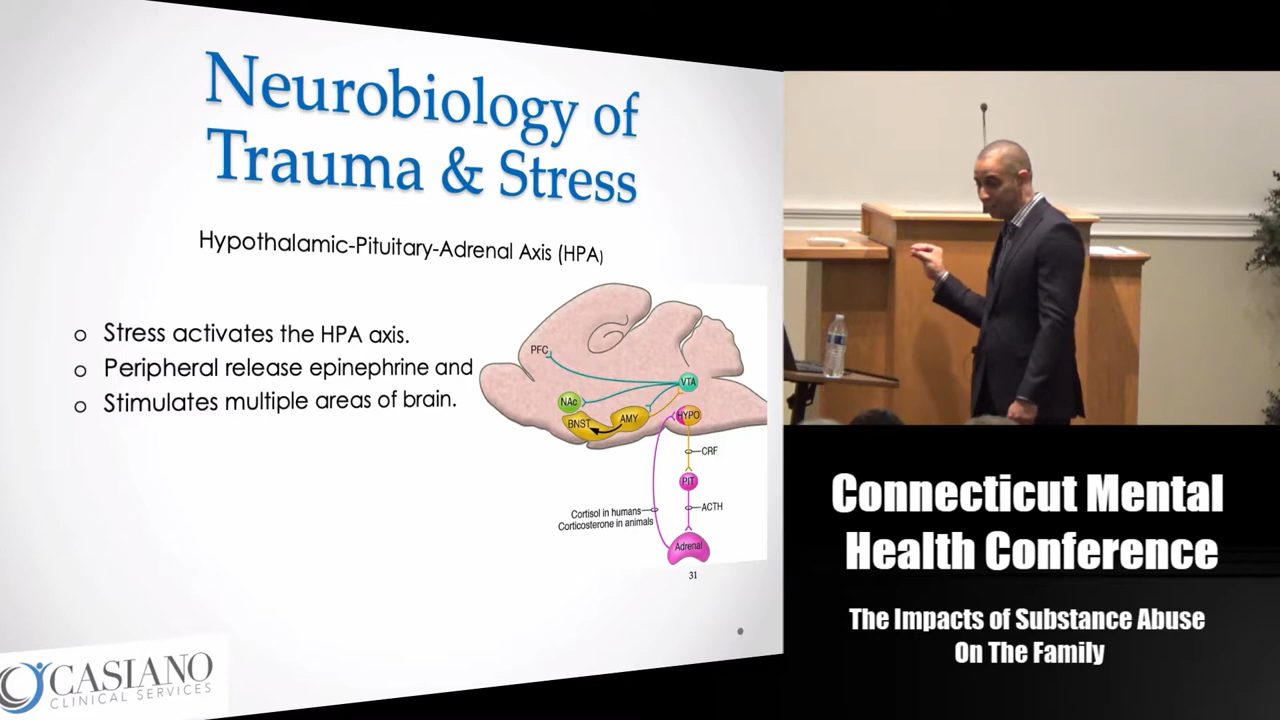 Neurobiology of
Trauma & Stress
Hypothalamic-Pituitary-Adrenal Axis (HPA)
o Stress activates the HPA axis.
o Peripheral release epinephrine and
o Stimulates multiple areas of brain.
PFC
VTA
NAc
BNST
AMY
HYPO
CRF
PIT
ACTH
Cortisol in humans
Corticosterone in animals
Adrenal
31
CASIANO
CLINICAL SERVICES
Connecticut Mental
Health Conference
The Impacts of Substance Abuse
On The Family